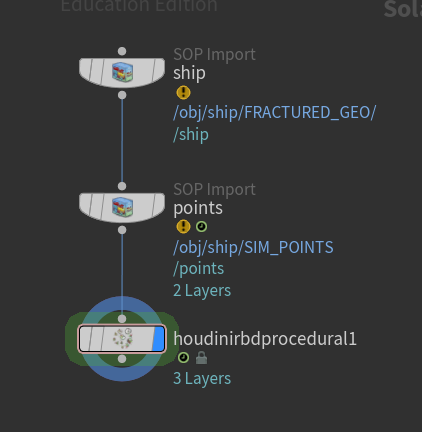 Education Edition
Sola
SOP Import
ship
/obj/ship/FRACTURED_GEO/
/ship
SOP Import
points
/obj/ship/SIM_POINTS
/points
2 Layers
houdinirbdprocedural1
3 Layers